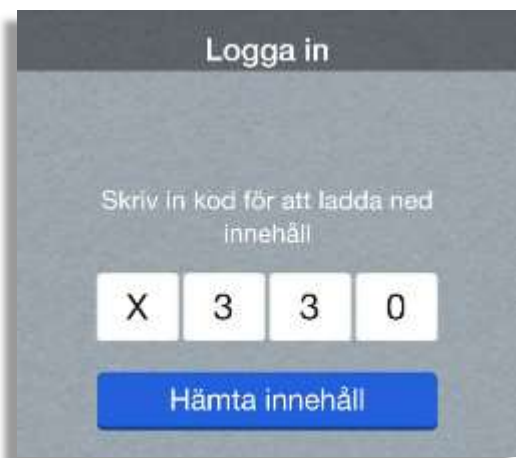 Logga in
Skriv in kod för att ladda ned
innehåll
X 3 3 0
Hämta innehåll